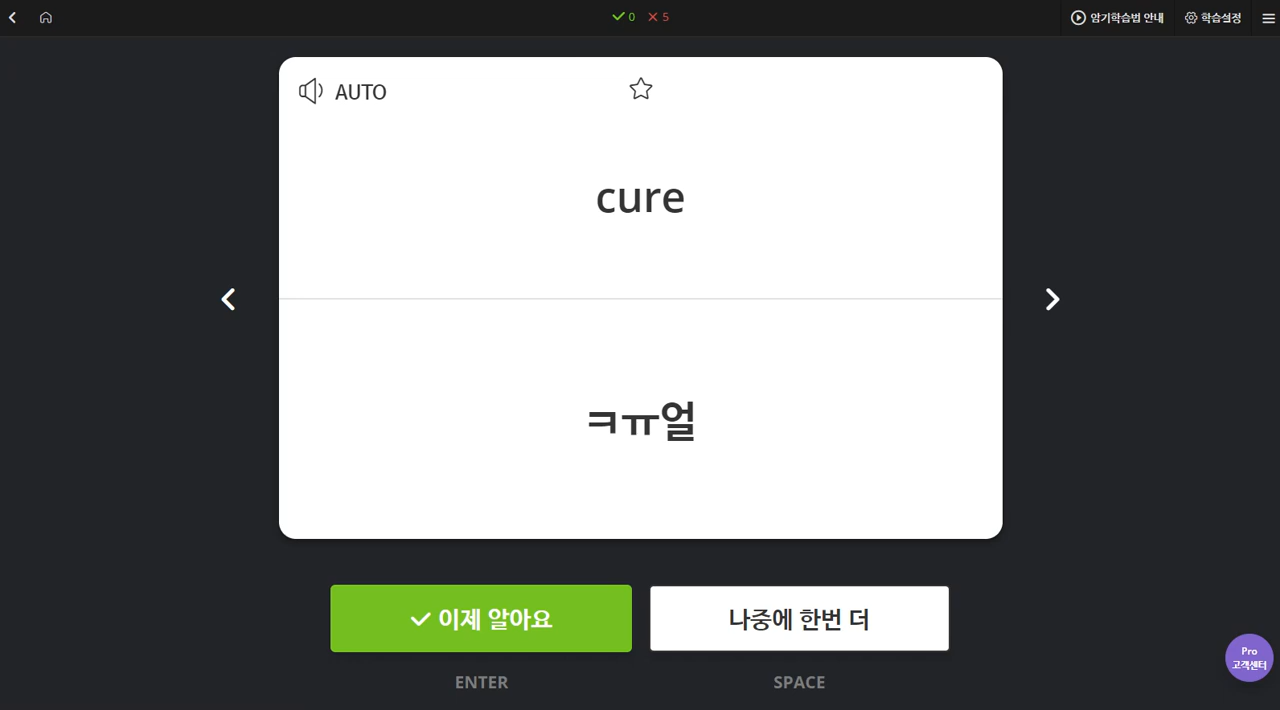 0 5 암기학습법 안내 학습설정
AUTO
cure
ㅋㅠ얼
이제 알아요 나중에 한번 더
ENTER SPACE
Pro
고객센터